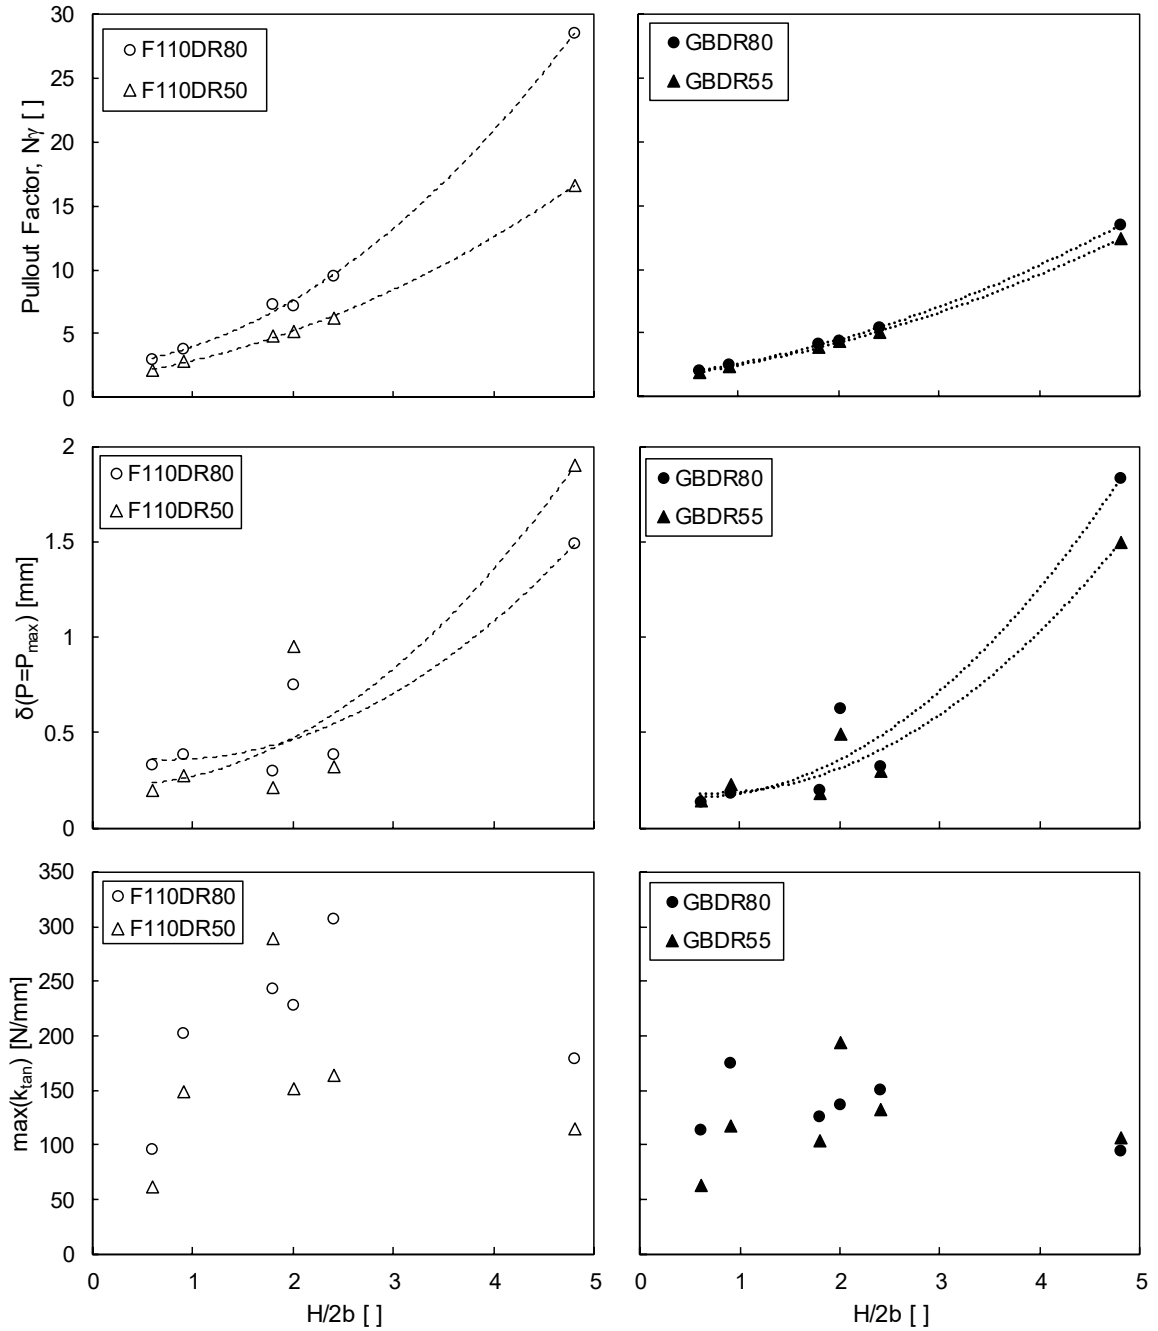 30
25
20
15
10
5
0
Pullout Factor, Nγ [ ]
F110DR80
F110DR50
GBDR80
GBDR55
2
1.5
1
0.5
0
δ(P=Pmax) [mm]
F110DR80
F110DR50
GBDR80
GBDR55
350
300
250
200
150
100
50
0
max(ktan) [N/mm]
F110DR80
F110DR50
GBDR80
GBDR55
0 1 2 3 4 5
0 1 2 3 4 5
H/2b [ ]
H/2b [ ]